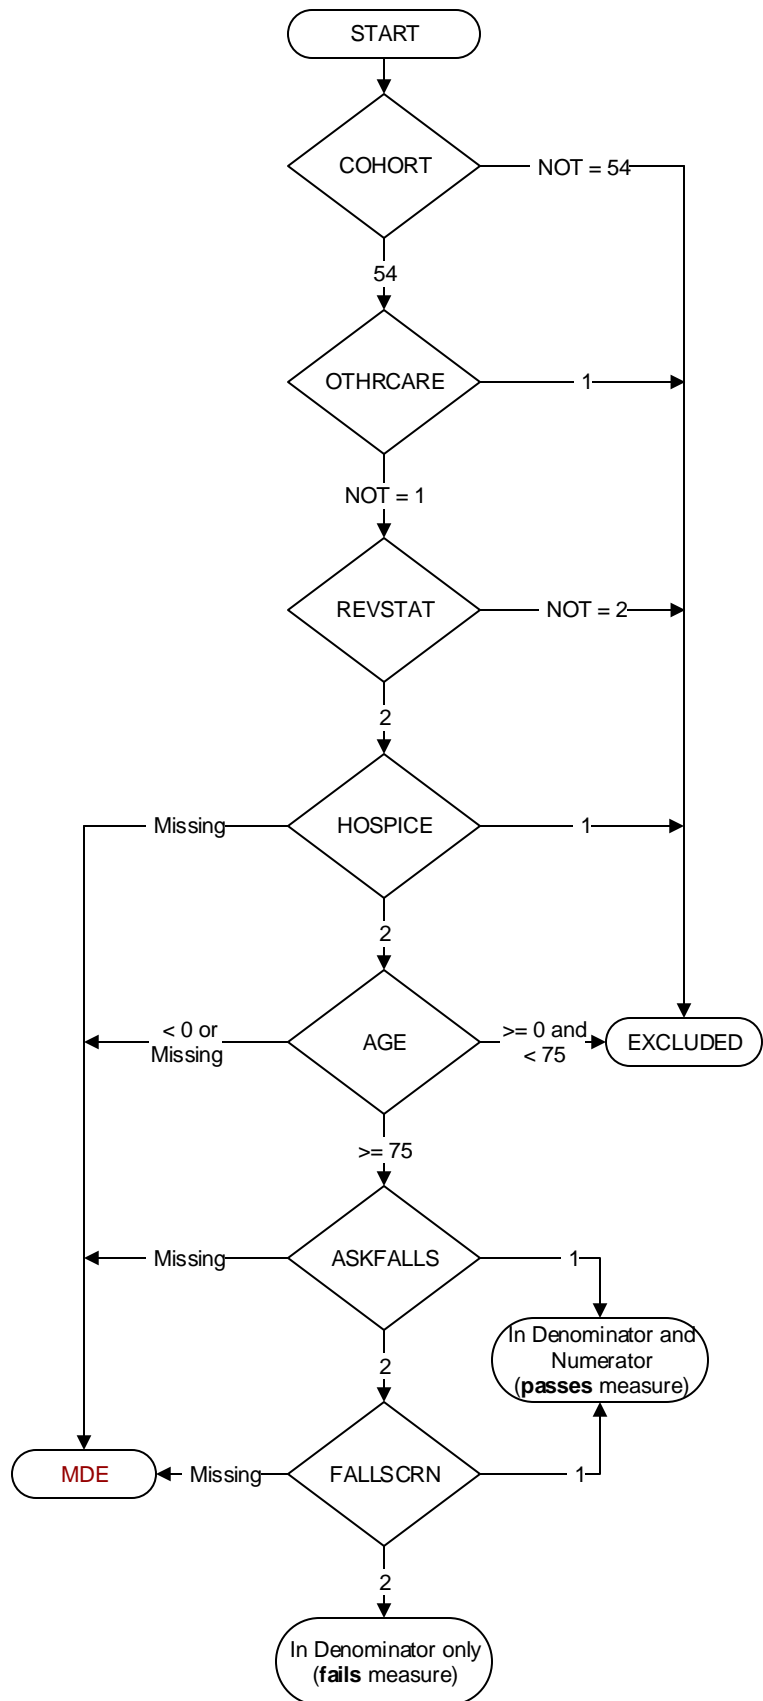 START
COHORT
NOT = 54
54
OTHRCARE
1
NOT = 1
REVSTAT
NOT = 2
2
Missing
HOSPICE
1
2
< 0 or
Missing
AGE
>= 0 and
< 75
EXCLUDED
>= 75
Missing
ASKFALLS
1
In Denominator and
Numerator
(passes measure)
2
MDE
Missing
FALLSCRN
1
2
In Denominator only
(fails measure)